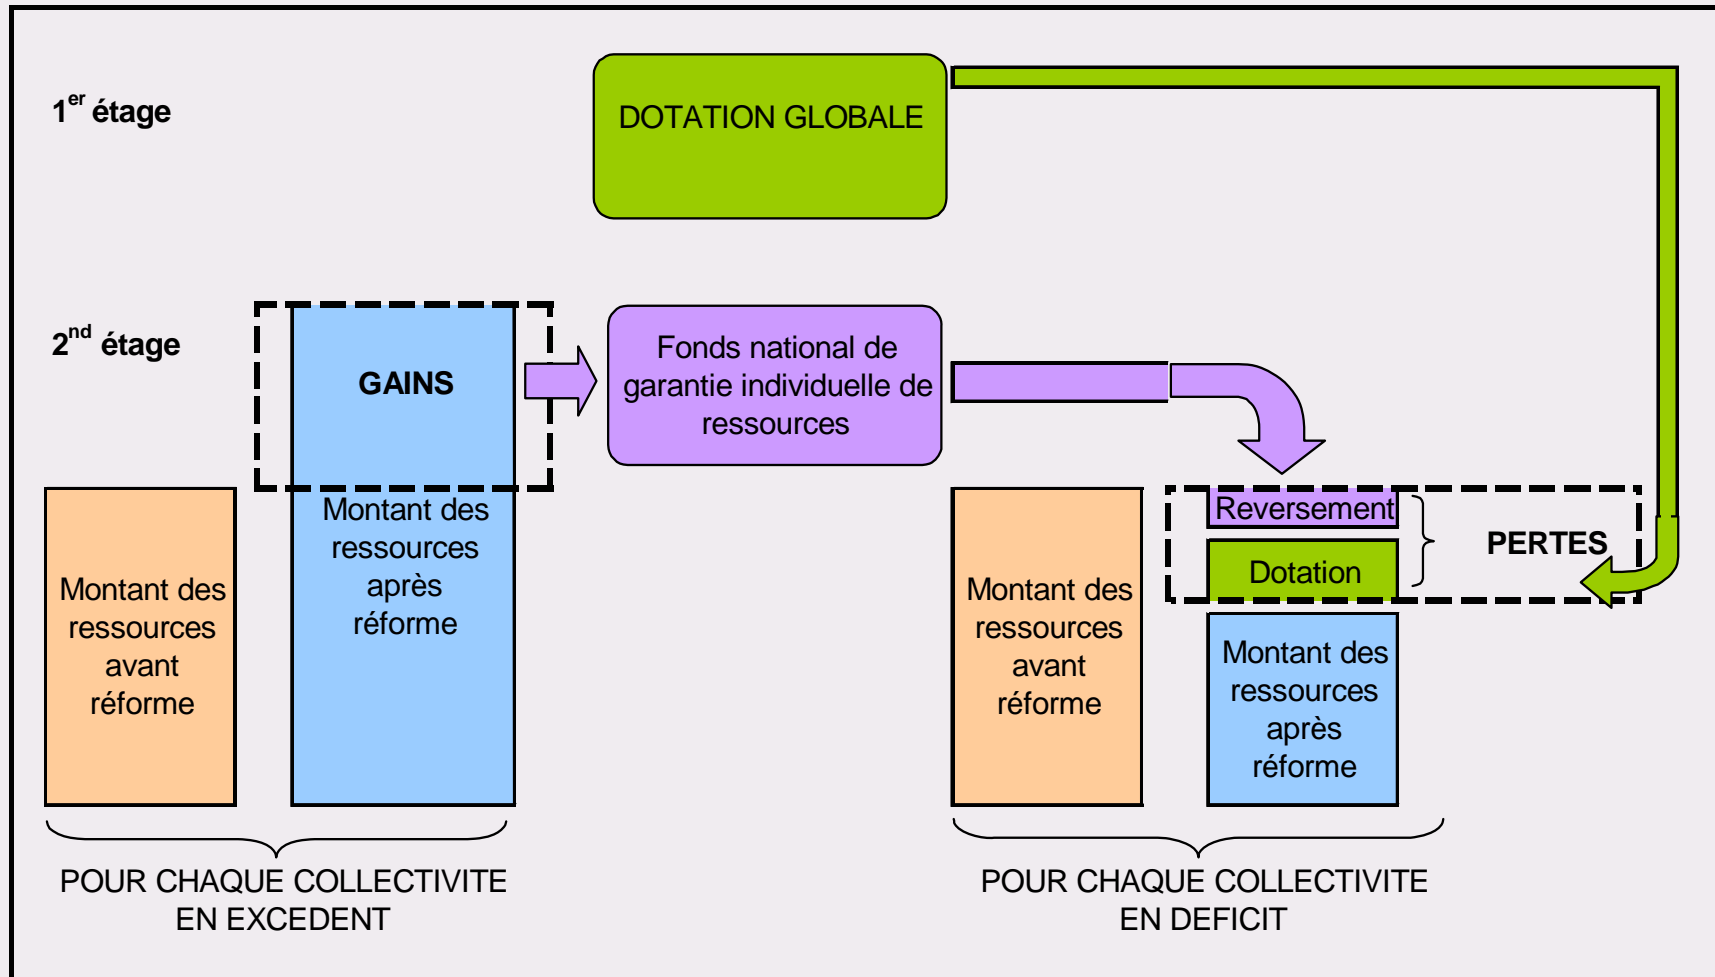 1er étage
DOTATION GLOBALE
2nd étage
GAINS
Fonds national de
garantie individuelle de
ressources
Montant des
ressources
avant
réforme
Montant des
ressources
après
réforme
Montant des
ressources
avant
réforme
Reversement
Dotation
PERTES
Montant des
ressources
après
réforme
POUR CHAQUE COLLECTIVITE
EN EXCEDENT
POUR CHAQUE COLLECTIVITE
EN DEFICIT